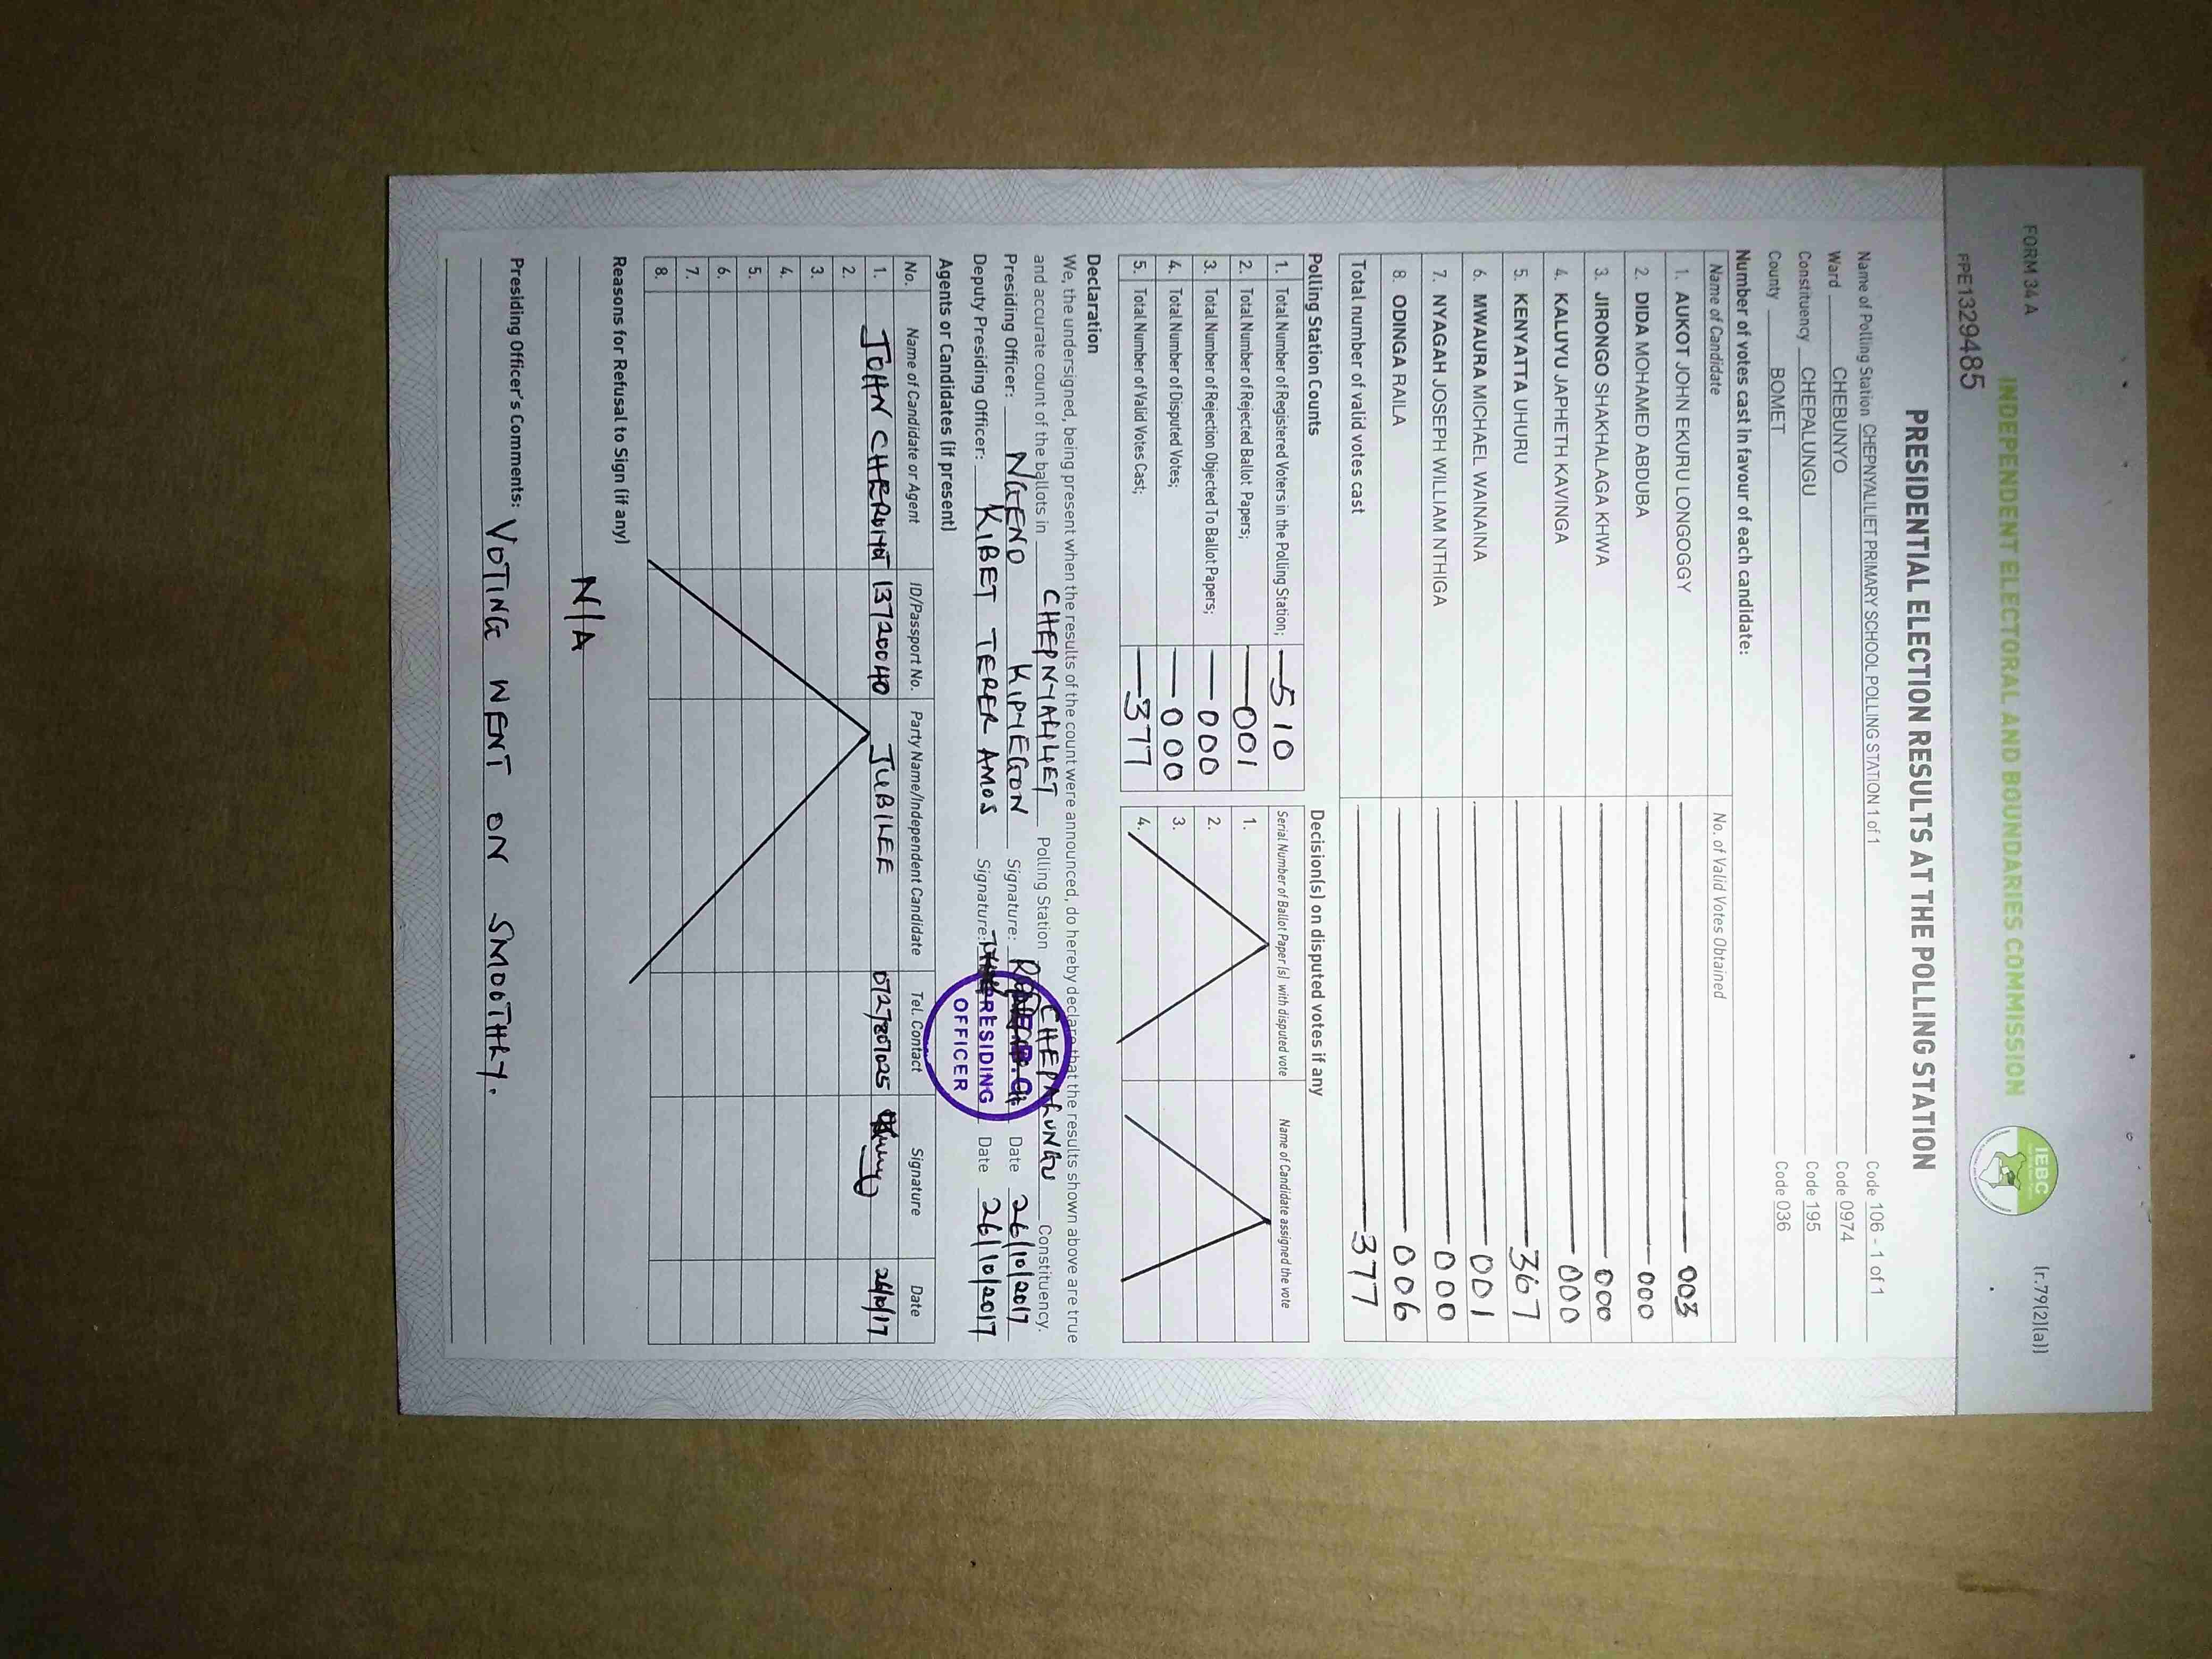 FORM 34 A
(r.79(2)(a))
INDEPENDENT ELECTORAL AND BOUNDARIES COMMISSION
IEBC
PPE1329485
PRESIDENTIAL ELECTION RESULTS AT THE POLLING STATION
Name of Polling Station CHEPNYALILIET PRIMARY SCHOOL POLLING STATION 1 of 1 Code 106 - 1 of 1
Ward CHEBUNYO Code 0974
Constituency CHEPALUNGU Code 195
County BOMET Code 036
Number of votes cast in favour of each candidate:
Name of Candidate No. of Valid Votes Obtained
1. AUKOT JOHN EKURU LONGOGGY 003
2. DIDA MOHAMED ABDUBA 000
3. JIRONGO SHAKHALAGA KHWA 000
4. KALUYU JAPHETH KAVINGA 000
5. KENYATTA UHURU 367
6. MWAURA MICHAEL WAINAINA 001
7. NYAGAH JOSEPH WILLIAM NTHIGA 000
8. ODINGA RAILA 006
Total number of valid votes cast 377
Polling Station Counts
1. Total Number of Registered Voters in the Polling Station; 510
2. Total Number of Rejected Ballot Papers; 001
3. Total Number of Rejection Objected To Ballot Papers; 000
4. Total Number of Disputed Votes; 000
5. Total Number of Valid Votes Cast; 377
Decision(s) on disputed votes if any
Serial Number of Ballot Paper (s) with disputed vote Name of Candidate assigned the vote
1.
2.
3.
4.
Declaration
We, the undersigned, being present when the results of the count were announced, do hereby declare that the results shown above are true
and accurate count of the ballots in CHEPNYALILIET Polling Station CHEPALUNGU Constituency.
Presiding Officer: NGENO KIPYEGON Signature: Date 26/10/2017
Deputy Presiding Officer: KIBET TERER AMOS Signature: Date 26/10/2017
PRESIDING
OFFICER
Agents or Candidates (if present)
No. Name of Candidate or Agent ID/Passport No. Party Name/Independent Candidate Tel. Contact Signature Date
1. JOHN CHERUIYOT 13720040 JUBILEE 0727807025 26/10/17
2.
3.
4.
5.
6.
7.
8.
Reasons for Refusal to Sign (if any)
N/A
Presiding Officer's Comments: VOTING WENT ON SMOOTHLY.